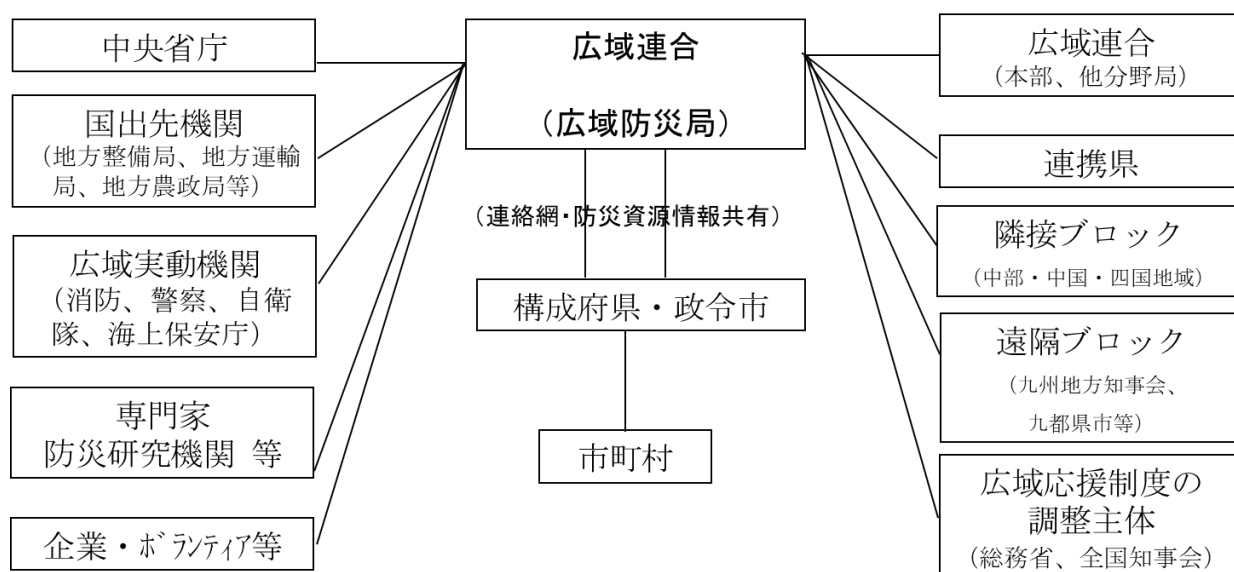 中央省庁
国出先機関
（地方整備局、地方運輸
局、地方農政局等）
広域実動機関
（消防、警察、自衛
隊、海上保安庁）
専門家
防災研究機関 等
企業・ﾎﾞﾗﾝﾃｨｱ等
広域連合
（広域防災局）
（連絡網・防災資源情報共有）
構成府県・政令市
市町村
広域連合
（本部、他分野局）
連携県
隣接ブロック
（中部・中国・四国地域）
遠隔ブロック
（九州地方知事会、
九都県市等）
広域応援制度の
調整主体
（総務省、全国知事会）